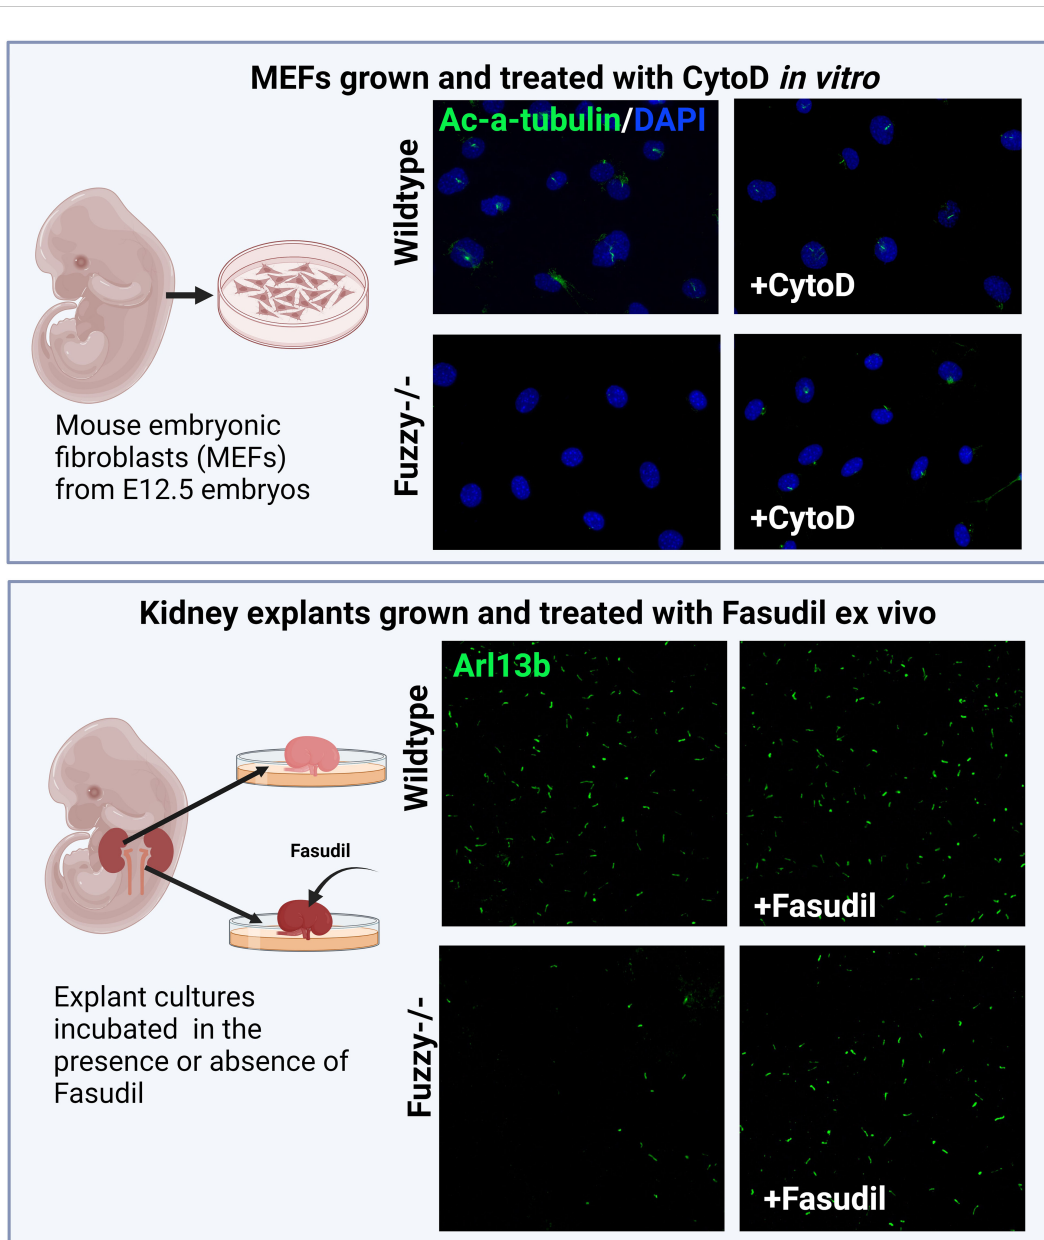 MEFs grown and treated with CytoD in vitro
Ac-a-tubulin/DAPI
Wildtype
+CytoD
Fuzzy-/-
+CytoD
Mouse embryonic
fibroblasts (MEFs)
from E12.5 embryos
Kidney explants grown and treated with Fasudil ex vivo
Arl13b
Wildtype
+Fasudil
Fasudil
Fuzzy-/-
+Fasudil
Explant cultures
incubated in the
presence or absence of
Fasudil